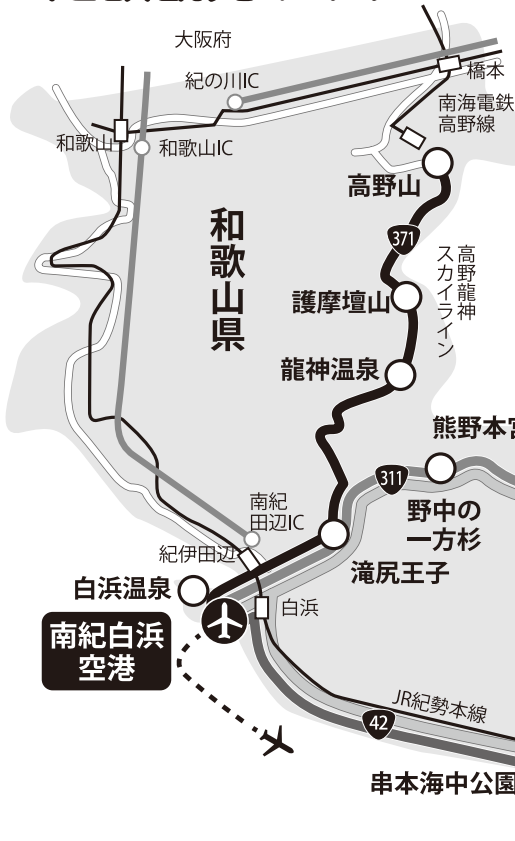 大阪府
紀の川IC
橋本
南海電鉄
高野線
和歌山
和歌山IC
高野山
371
和歌山県
高野龍神
スカイライン
護摩壇山
龍神温泉
熊野本宮
311
野中の
一方杉
南紀
田辺IC
紀伊田辺
滝尻王子
白浜温泉
白浜
南紀白浜
空港
JR紀勢本線
42
串本海中公園